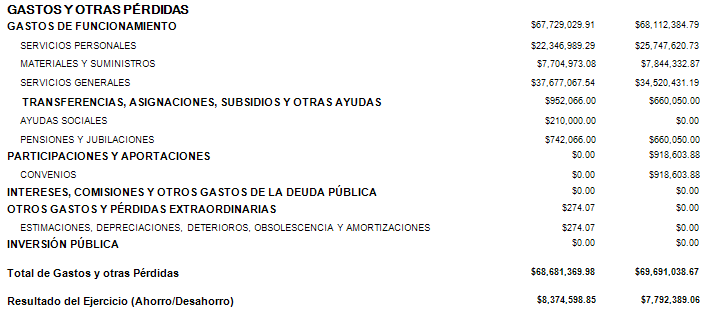 GASTOS Y OTRAS PÉRDIDAS
GASTOS DE FUNCIONAMIENTO $67,729,029.91 $68,112,384.79
SERVICIOS PERSONALES $22,346,989.29 $25,747,620.73
MATERIALES Y SUMINISTROS $7,704,973.08 $7,844,332.87
SERVICIOS GENERALES $37,677,067.54 $34,520,431.19
TRANSFERENCIAS, ASIGNACIONES, SUBSIDIOS Y OTRAS AYUDAS $952,066.00 $660,050.00
AYUDAS SOCIALES $210,000.00 $0.00
PENSIONES Y JUBILACIONES $742,066.00 $660,050.00
PARTICIPACIONES Y APORTACIONES $0.00 $918,603.88
CONVENIOS $0.00 $918,603.88
INTERESES, COMISIONES Y OTROS GASTOS DE LA DEUDA PÚBLICA $0.00 $0.00
OTROS GASTOS Y PÉRDIDAS EXTRAORDINARIAS $274.07 $0.00
ESTIMACIONES, DEPRECIACIONES, DETERIOROS, OBSOLESCENCIA Y AMORTIZACIONES $274.07 $0.00
INVERSIÓN PÚBLICA $0.00 $0.00
Total de Gastos y otras Pérdidas $68,681,369.98 $69,691,038.67
Resultado del Ejercicio (Ahorro/Desahorro) $8,374,598.85 $7,792,389.06